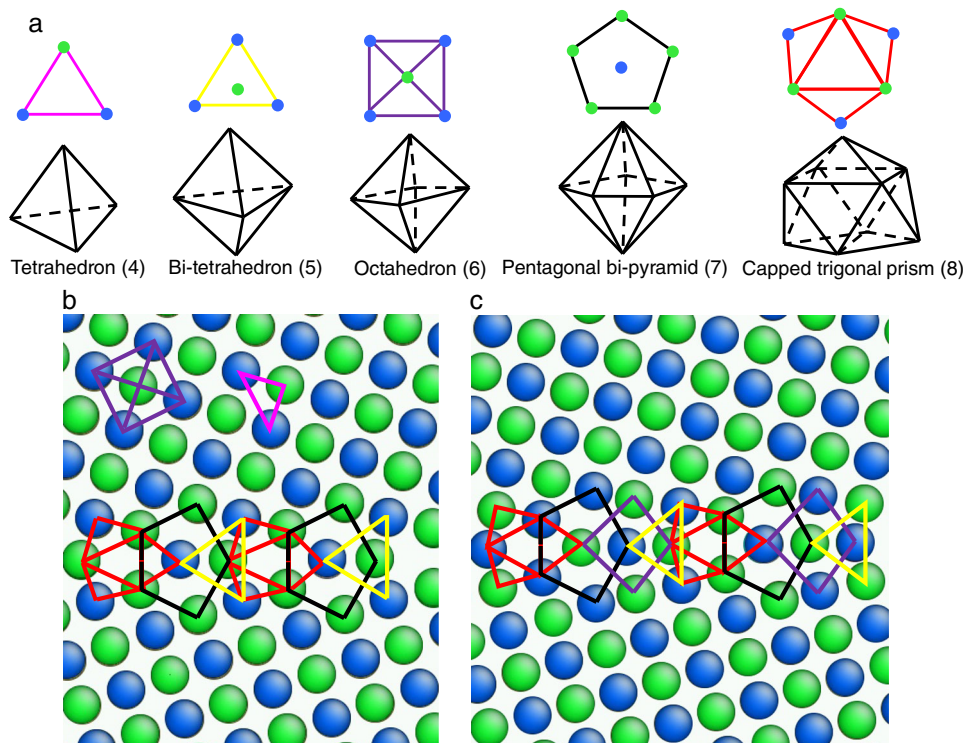 a
Tetrahedron (4) Bi-tetrahedron (5) Octahedron (6) Pentagonal bi-pyramid (7) Capped trigonal prism (8)
b c